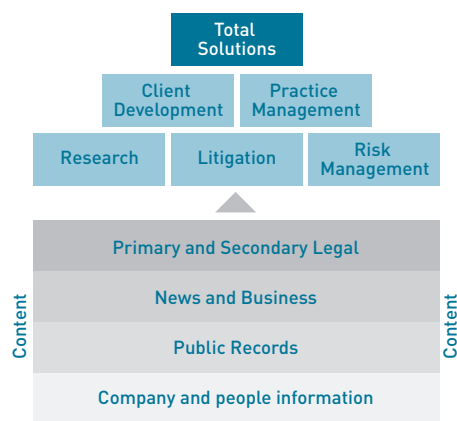 Total
Solutions
Client
Development
Practice
Management
Research
Litigation
Risk
Management
Primary and Secondary Legal
News and Business
Public Records
Company and people information
Content
Content